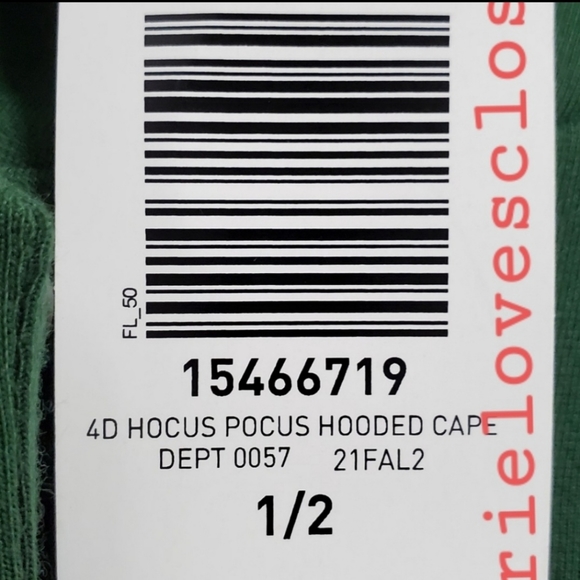 FL_50
15466719
4D HOCUS POCUS HOODED CAPE
DEPT 0057 21FAL2
1/2
rielovesclos